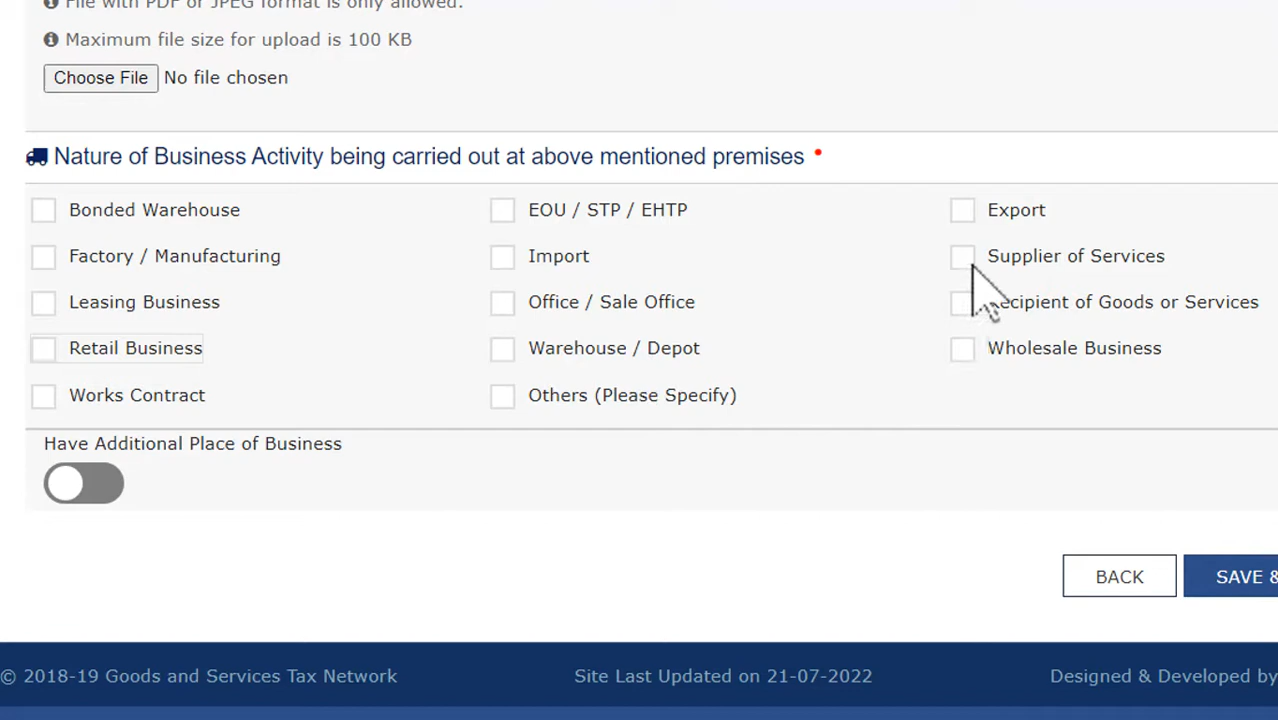 File with PDF or JPEG format is only allowed.
Maximum file size for upload is 100 KB
Choose File No file chosen
Nature of Business Activity being carried out at above mentioned premises •
Bonded Warehouse EOU / STP / EHTP Export
Factory / Manufacturing Import Supplier of Services
Leasing Business Office / Sale Office Recipient of Goods or Services
Retail Business Warehouse / Depot Wholesale Business
Works Contract Others (Please Specify)
Have Additional Place of Business
BACK SAVE &
© 2018-19 Goods and Services Tax Network Site Last Updated on 21-07-2022 Designed & Developed by